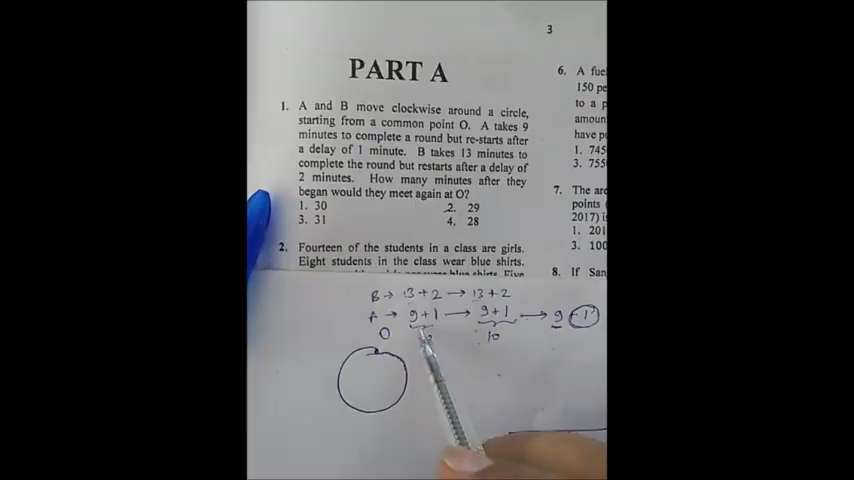 3
PART A
1. A and B move clockwise around a circle,
starting from a common point O. A takes 9
minutes to complete a round but re-starts after
a delay of 1 minute. B takes 13 minutes to
complete the round but restarts after a delay of
2 minutes. How many minutes after they
began would they meet again at O?
1. 30 2. 29
3. 31 4. 28
2. Fourteen of the students in a class are girls.
Eight students in the class wear blue shirts.
blue shirts. Five
6. A fue
150 pe
to a p
amoun
have p
1. 745
3. 755
7. The are
points (
2017) is
1. 201
3. 100
8. If San
B → 13+2 → 13+2
A → 9+1 → 9+1 → 9 +1
O 10